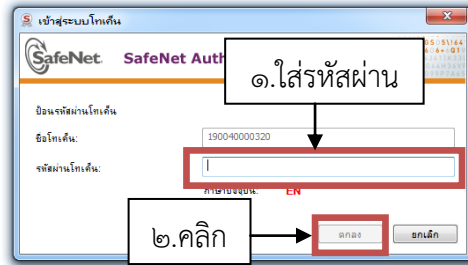 เข้าสู่ระบบโทเค็น
SafeNet. SafeNet Auth
๑.ใส่รหัสผ่าน
ป้อนรหัสผ่านโทเค็น
ชื่อโทเค็น: 190040000320
รหัสผ่านโทเค็น:
ภาษาปัจจุบัน: EN
๒.คลิก
ตกลง ยกเลิก